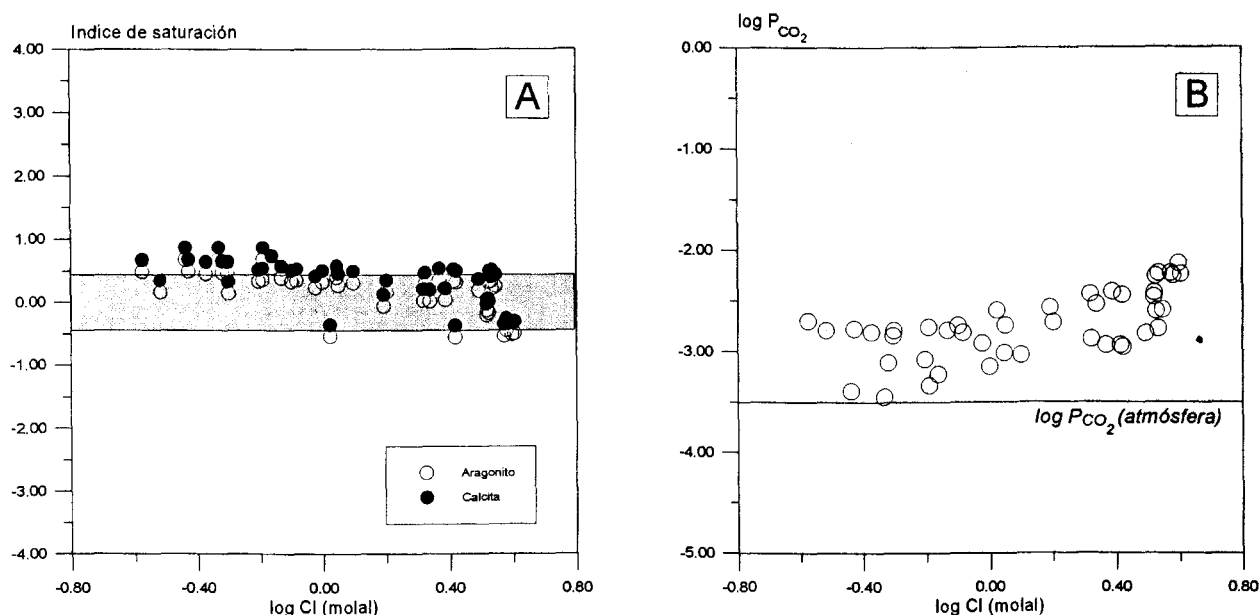 Indice de saturación
4.00
3.00
2.00
1.00
0.00
-1.00
-2.00
-3.00
-4.00
A
Aragonito
Calcita
-0.80
-0.40
0.00
0.40
0.80
log Cl (molal)
log PCO2
0.00
-1.00
-2.00
-3.00
-4.00
-5.00
B
log PCO2 (atmósfera)
-0.80
-0.40
0.00
0.40
0.80
log Cl (molal)